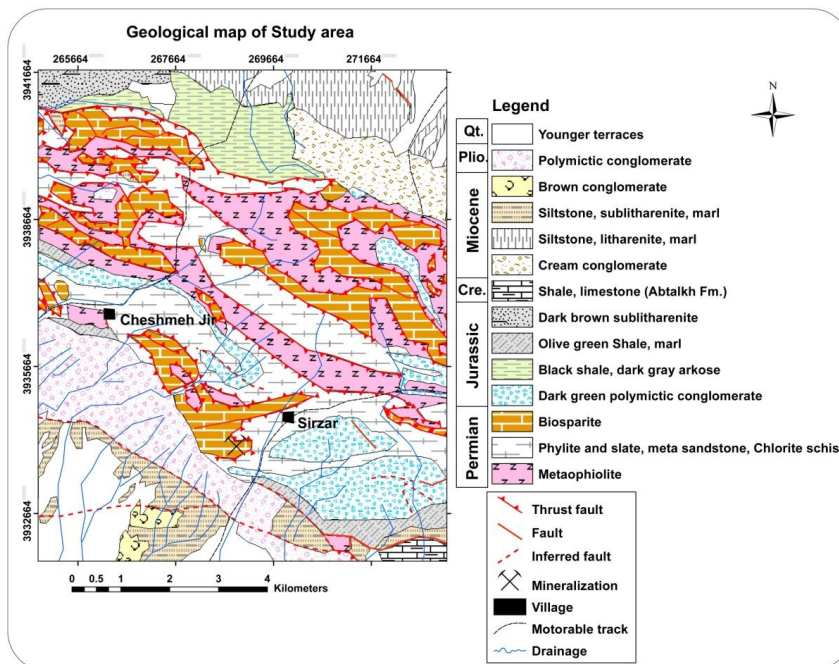 Geological map of Study area
265664 267664 269664 271664
3941664
3938664
3935664
3932664
Cheshmeh Jir
Sirzar
0 0.5 1 2 3 4
Kilometers
N
Legend
Qt.
Younger terraces
Plio.
Polymictic conglomerate
Miocene
Brown conglomerate
Siltstone, sublitharenite, marl
Siltstone, litharenite, marl
Cream conglomerate
Cre.
Shale, limestone (Abtalkh Fm.)
Jurassic
Dark brown sublitharenite
Olive green Shale, marl
Black shale, dark gray arkose
Dark green polymictic conglomerate
Permian
Biosparite
Phylite and slate, meta sandstone, Chlorite schis
Metaophiolite
Thrust fault
Fault
Inferred fault
Mineralization
Village
Motorable track
Drainage